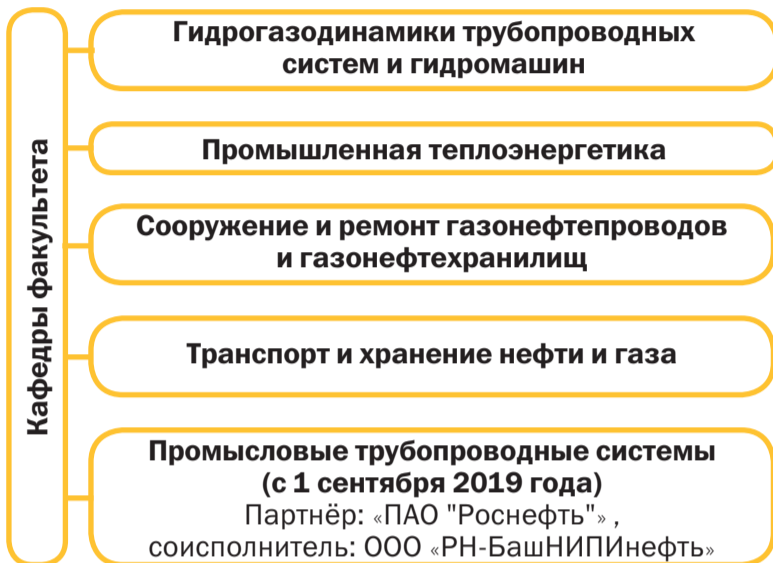 Кафедры факультета
Гидрогазодинамики трубопроводных
систем и гидромашин
Промышленная теплоэнергетика
Сооружение и ремонт газонефтепроводов
и газонефтехранилищ
Транспорт и хранение нефти и газа
Промысловые трубопроводные системы
(с 1 сентября 2019 года)
Партнёр: «ПАО "Роснефть"» ,
соисполнитель: ООО «РН-БашНИПИнефть»